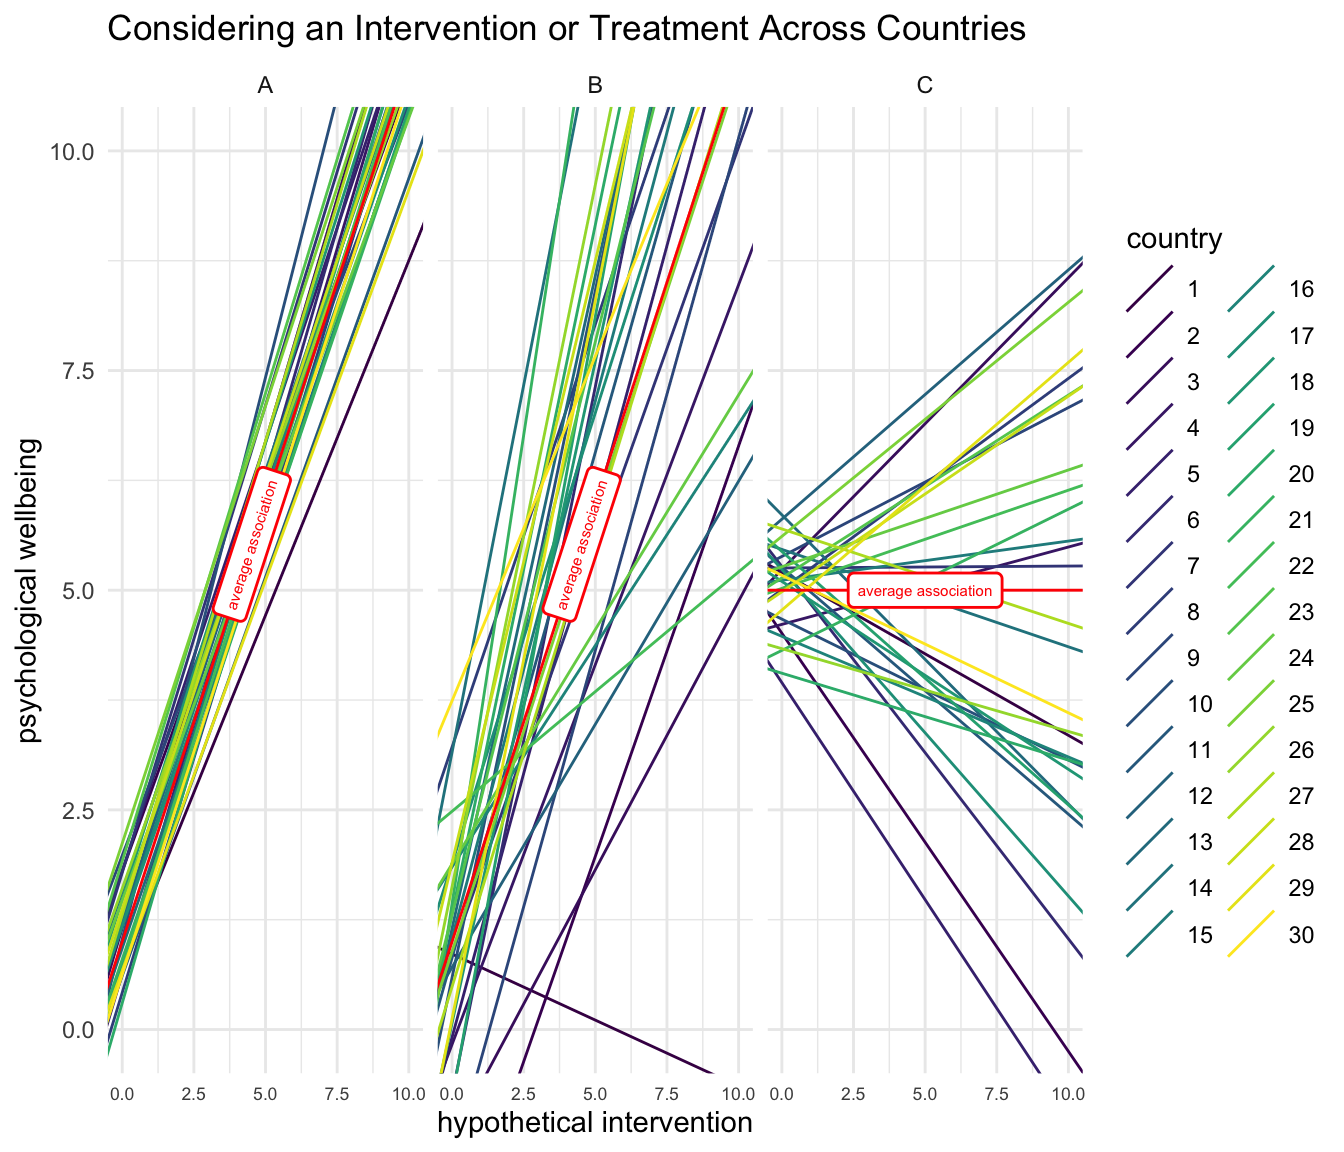 Considering an Intervention or Treatment Across Countries
A
B
C
psychological wellbeing
10.0
7.5
5.0
2.5
0.0
average association
average association
average association
0.0 2.5 5.0 7.5 10.0
0.0 2.5 5.0 7.5 10.0
0.0 2.5 5.0 7.5 10.0
hypothetical intervention
country
1
2
3
4
5
6
7
8
9
10
11
12
13
14
15
16
17
18
19
20
21
22
23
24
25
26
27
28
29
30